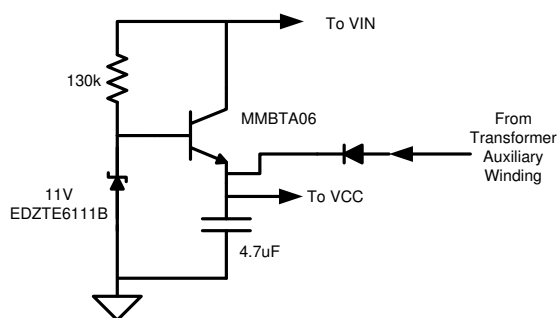 To VIN
130k
MMBTA06
From
Transformer
Auxiliary
Winding
11V
EDZTE6111B
To VCC
4.7uF